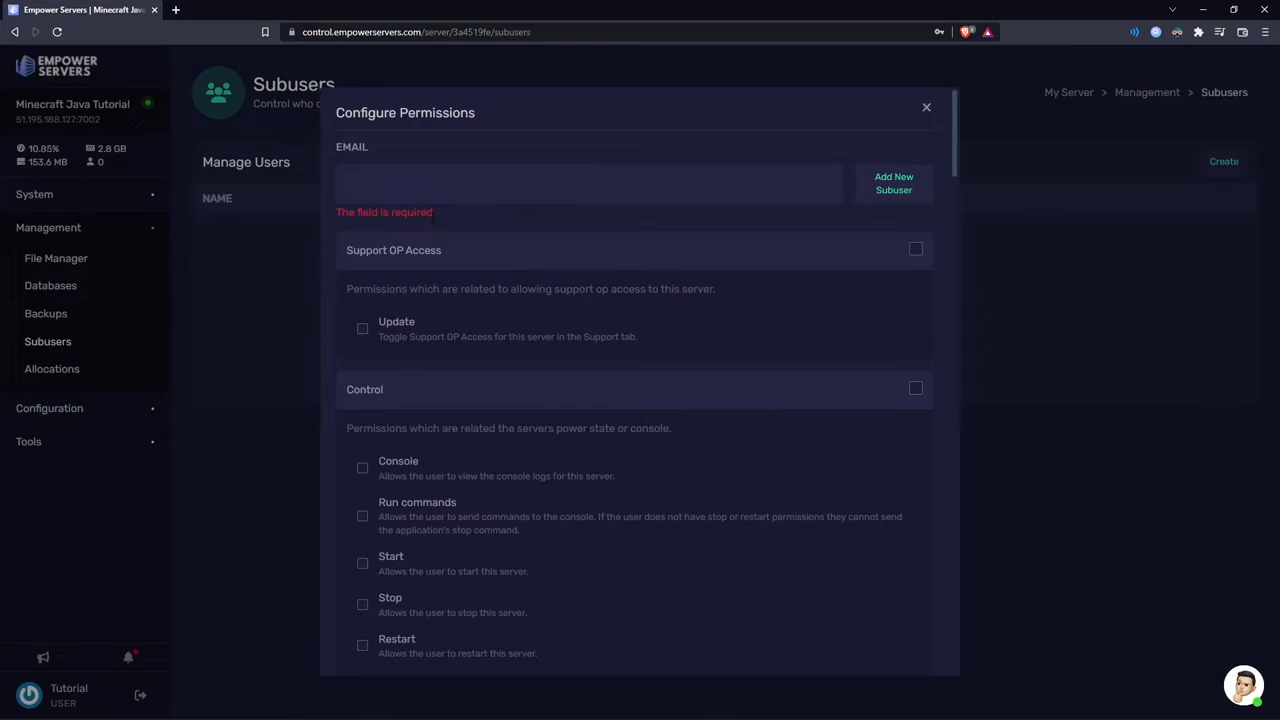 Empower Servers | Minecraft Java
control.empowerservers.com/server/3a4519fe/subusers
EMPOWER
SERVERS
Minecraft Java Tutorial
51.195.188.127:7002
10.85%
2.8 GB
153.6 MB
0
System
Management
File Manager
Databases
Backups
Subusers
Allocations
Configuration
Tools
Tutorial
USER
Subusers
Control who c
My Server > Management > Subusers
Manage Users
Create
NAME
Configure Permissions
EMAIL
Add New
Subuser
The field is required
Support OP Access
Permissions which are related to allowing support op access to this server.
Update
Toggle Support OP Access for this server in the Support tab.
Control
Permissions which are related the servers power state or console.
Console
Allows the user to view the console logs for this server.
Run commands
Allows the user to send commands to the console. If the user does not have stop or restart permissions they cannot send
the application's stop command.
Start
Allows the user to start this server.
Stop
Allows the user to stop this server.
Restart
Allows the user to restart this server.